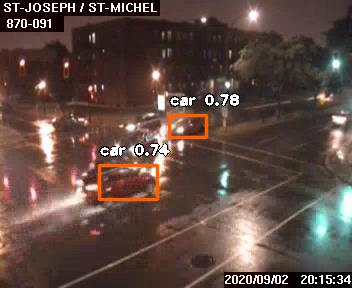 ST-JOSEPH / ST-MICHEL
870-091
car 0.78
car 0.74
2020/09/02 20:15:34